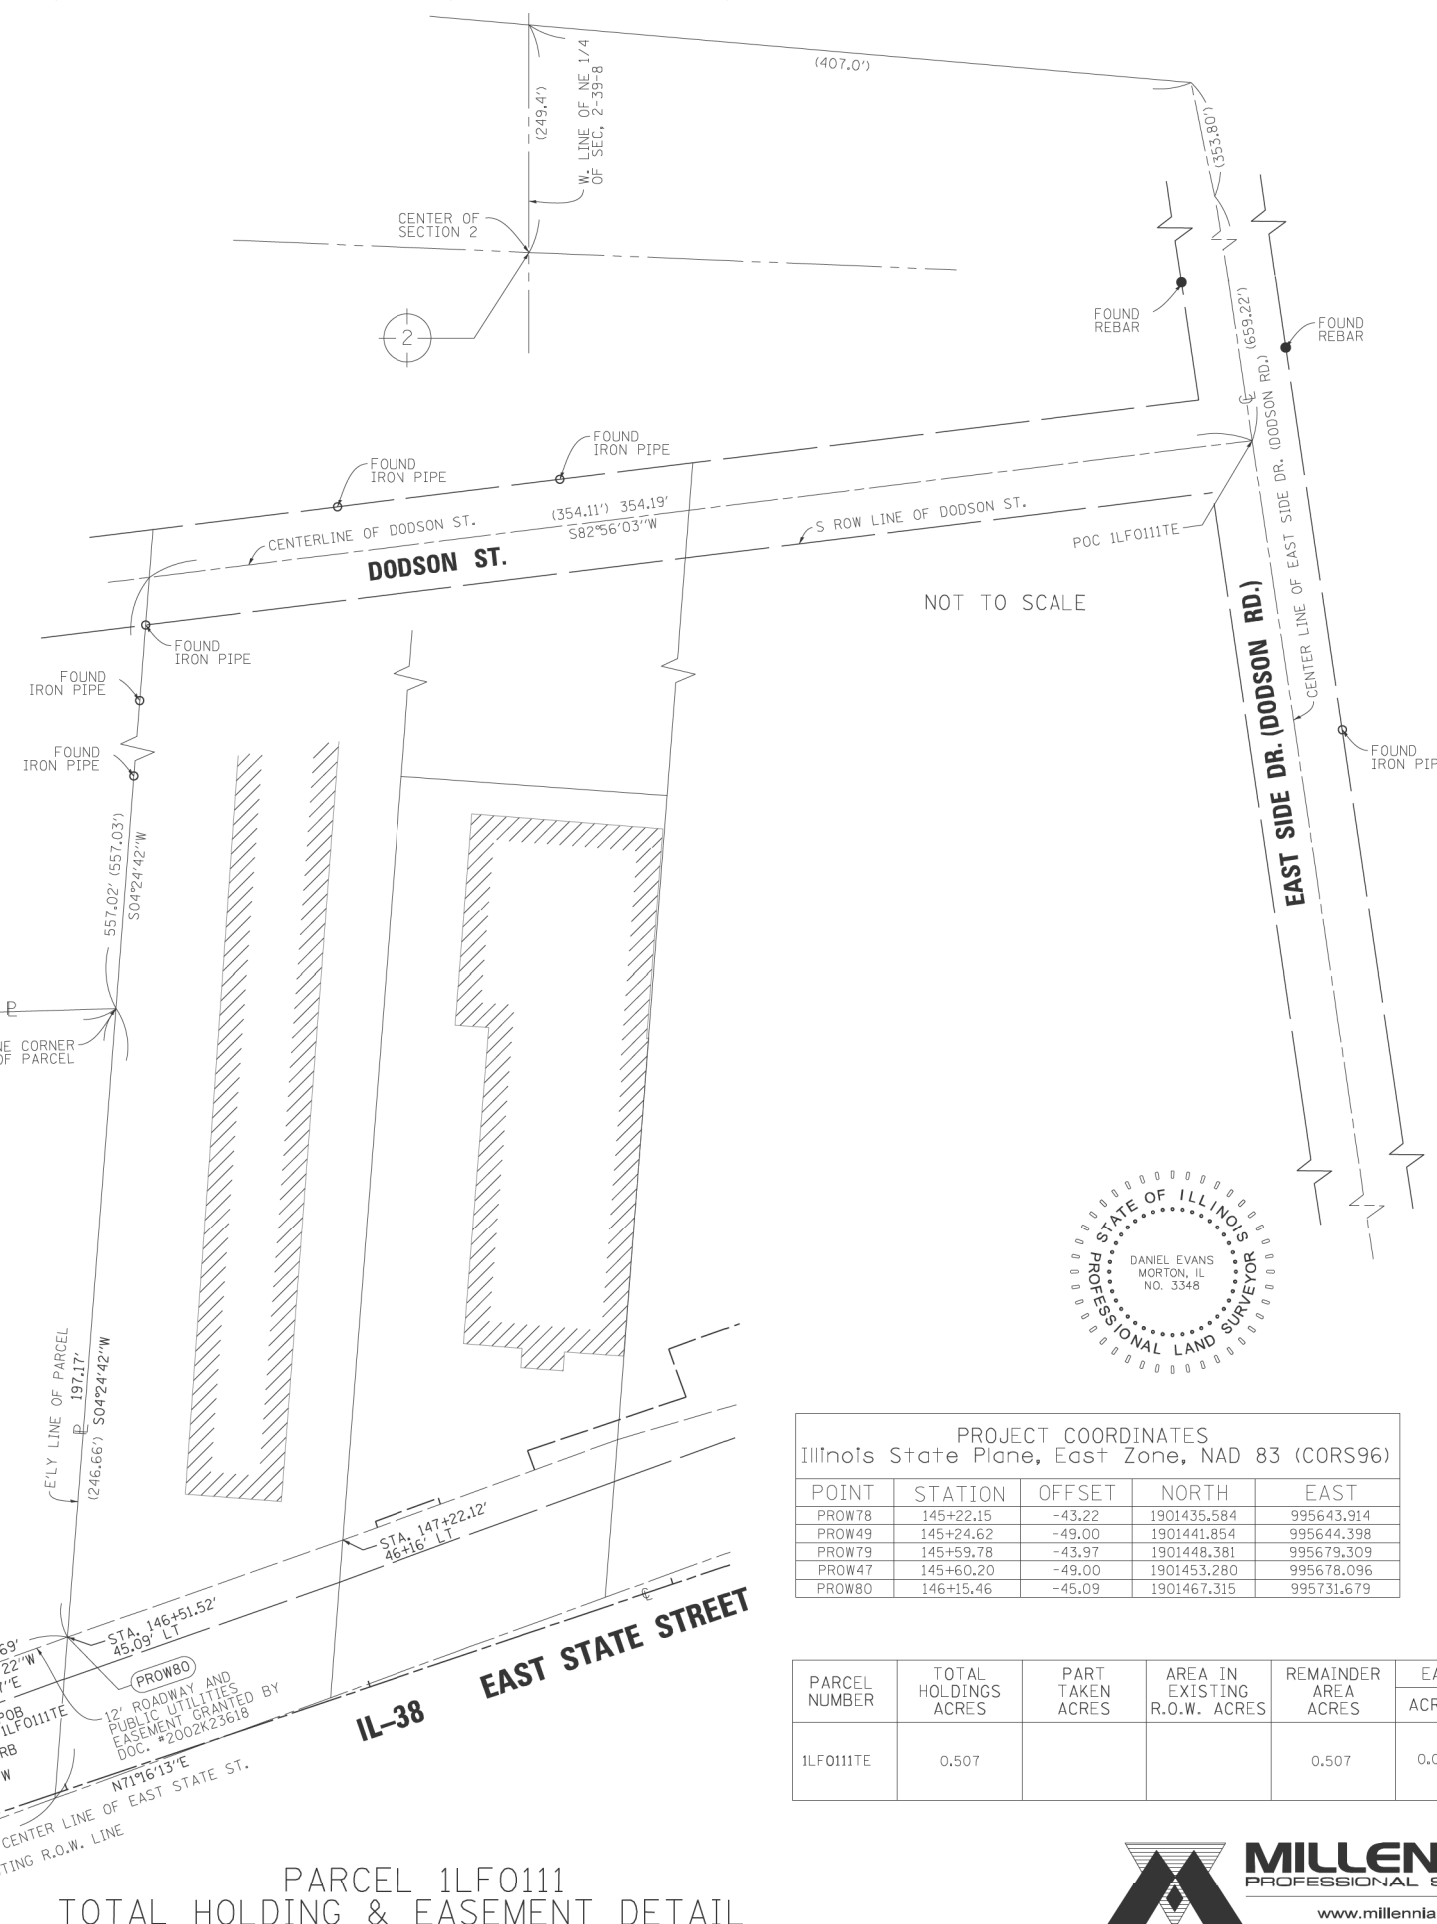 (407.0')
(249.4')
W. LINE OF NE 1/4
OF SEC, 2-39-8
(353.80')
CENTER OF
SECTION 2
2
FOUND
REBAR
(659.22')
FOUND
REBAR
FOUND
IRON PIPE
FOUND
IRON PIPE
CENTERLINE OF DODSON ST.
(354.11') 354.19'
S82°56'03"W
S ROW LINE OF DODSON ST.
POC 1LF0111TE
DODSON ST.
NOT TO SCALE
CENTER LINE OF EAST SIDE DR. (DODSON RD.)
EAST SIDE DR. (DODSON RD.)
FOUND
IRON PIPE
FOUND
IRON PIPE
FOUND
IRON PIPE
FOUND
IRON PIP
557.02' (557.03')
S04°24'42"W
NE CORNER
OF PARCEL
STATE OF ILLINOIS
PROFESSIONAL LAND SURVEYOR
DANIEL EVANS
MORTON, IL
NO. 3348
E'LY LINE OF PARCEL
197.17'
(246.66') S04°24'42"W
PROJECT COORDINATES
Illinois State Plane, East Zone, NAD 83 (CORS96)
POINT STATION OFFSET NORTH EAST
PROW78 145+22.15 -43.22 1901435.584 995643.914
PROW49 145+24.62 -49.00 1901441.854 995644.398
PROW79 145+59.78 -43.97 1901448.381 995679.309
PROW47 145+60.20 -49.00 1901453.280 995678.096
PROW80 146+15.46 -45.09 1901467.315 995731.679
STA. 147+22.12'
46+16' LT
STA. 146+51.52'
45.09' LT
PROW80
12' ROADWAY AND
PUBLIC UTILITIES
EASEMENT GRANTED BY
DOC. #2002K23618
69'
22"W
"E
POB
1LF0111TE
RB
W
EAST STATE STREET
IL-38
N71°16'13"E
CENTER LINE OF EAST STATE ST.
TING R.O.W. LINE
PARCEL NUMBER TOTAL HOLDINGS ACRES PART TAKEN ACRES AREA IN EXISTING R.O.W. ACRES REMAINDER AREA ACRES EA
ACR
1LF0111TE 0.507 0.507 0.0
PARCEL 1LF0111
TOTAL HOLDING & EASEMENT DETAIL
MILLEN
PROFESSIONAL S
www.millennia